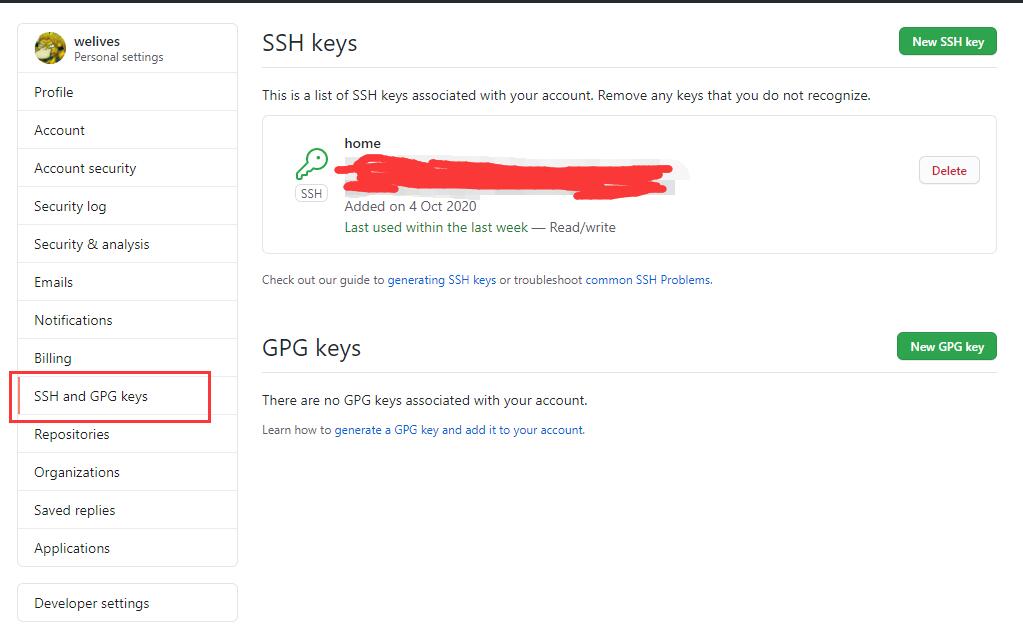 welives
Personal settings
Profile
Account
Account security
Security log
Security & analysis
Emails
Notifications
Billing
SSH and GPG keys
Repositories
Organizations
Saved replies
Applications
Developer settings
SSH keys
New SSH key
This is a list of SSH keys associated with your account. Remove any keys that you do not recognize.
home
SSH
Added on 4 Oct 2020
Last used within the last week — Read/write
Delete
Check out our guide to generating SSH keys or troubleshoot common SSH Problems.
GPG keys
New GPG key
There are no GPG keys associated with your account.
Learn how to generate a GPG key and add it to your account.